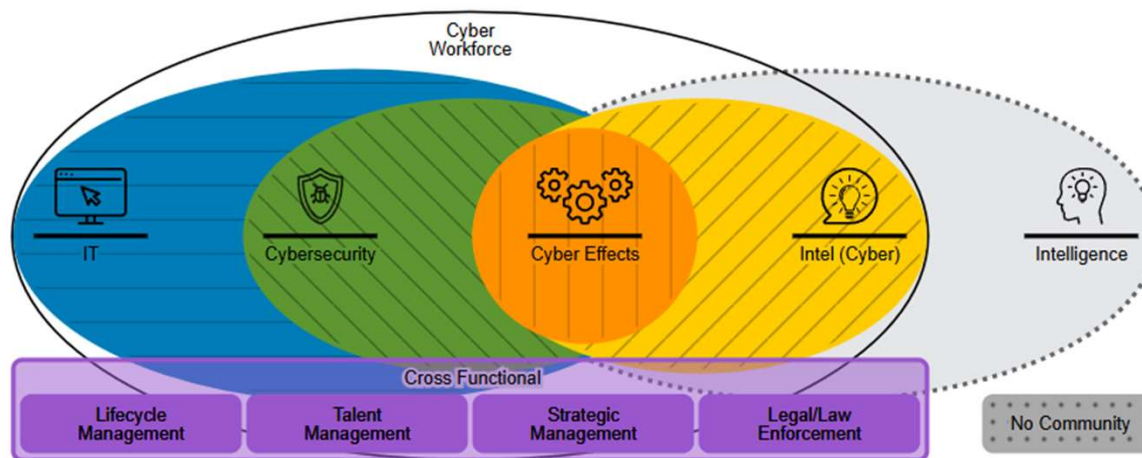 Cyber
Workforce
IT
Cybersecurity
Cyber Effects
Intel (Cyber)
Intelligence
Cross Functional
Lifecycle
Management
Talent
Management
Strategic
Management
Legal/Law
Enforcement
No Community